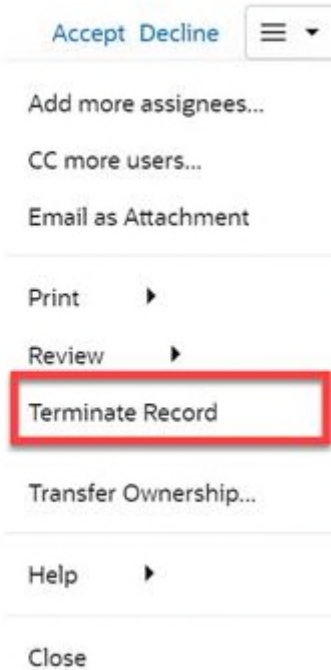 Accept Decline
Add more assignees...
CC more users...
Email as Attachment
Print
Review
Terminate Record
Transfer Ownership...
Help
Close